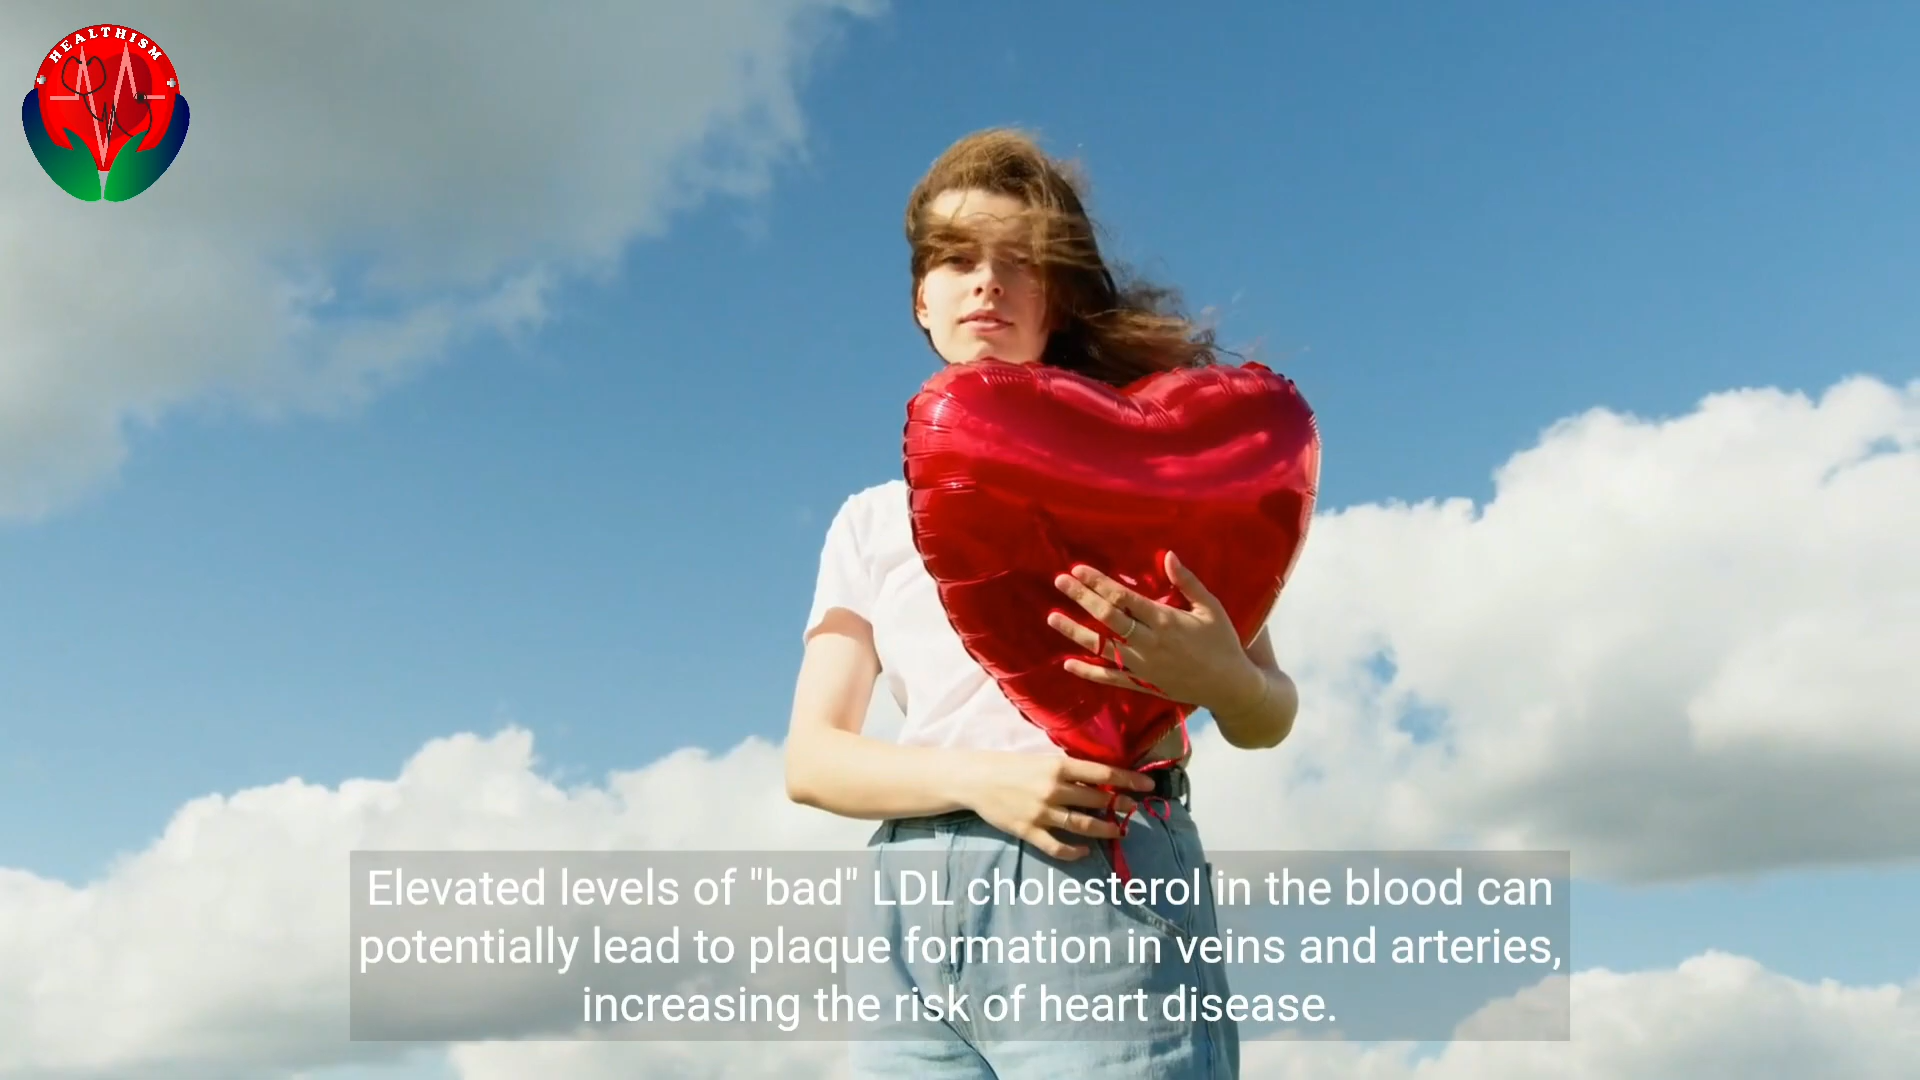 HEALTHISM
Elevated levels of "bad" LDL cholesterol in the blood can
potentially lead to plaque formation in veins and arteries,
increasing the risk of heart disease.